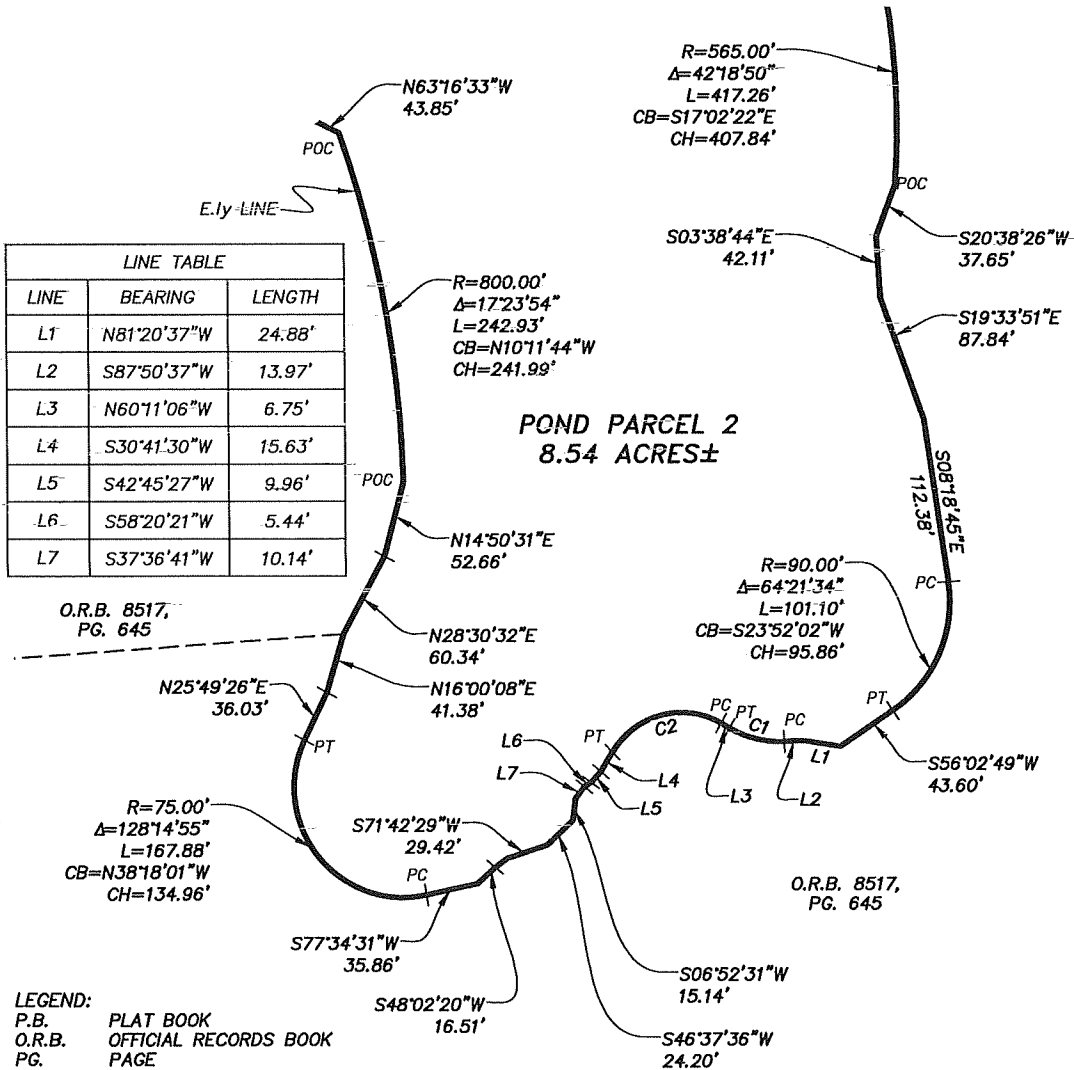 N63°16'33"W
43.85'
POC
E.ly LINE
R=565.00'
Δ=42°18'50"
L=417.26'
CB=S17°02'22"E
CH=407.84'
POC
S20°38'26"W
37.65'
S03°38'44"E
42.11'
S19°33'51"E
87.84'
LINE TABLE
LINE BEARING LENGTH
L1 N81°20'37"W 24.88'
L2 S87°50'37"W 13.97'
L3 N60°11'06"W 6.75'
L4 S30°41'30"W 15.63'
L5 S42°45'27"W 9.96'
L6 S58°20'21"W 5.44'
L7 S37°36'41"W 10.14'
R=800.00'
Δ=17°23'54"
L=242.93'
CB=N10°11'44"W
CH=241.99'
POND PARCEL 2
8.54 ACRES±
S08°18'45"E
112.38'
POC
N14°50'31"E
52.66'
O.R.B. 8517,
PG. 645
N28°30'32"E
60.34'
N16°00'08"E
41.38'
N25°49'26"E
36.03'
PT
R=90.00'
Δ=64°21'34"
L=101.10'
CB=S23°52'02"W
CH=95.86'
PC
PT
S56°02'49"W
43.60'
L1
PC
L2
C1
PT
PC
L3
C2
PT
L4
L5
L6
L7
R=75.00'
Δ=128°14'55"
L=167.88'
CB=N38°18'01"W
CH=134.96'
PC
S71°42'29"W
29.42'
S77°34'31"W
35.86'
S48°02'20"W
16.51'
S06°52'31"W
15.14'
S46°37'36"W
24.20'
O.R.B. 8517,
PG. 645
LEGEND:
P.B. PLAT BOOK
O.R.B. OFFICIAL RECORDS BOOK
PG. PAGE